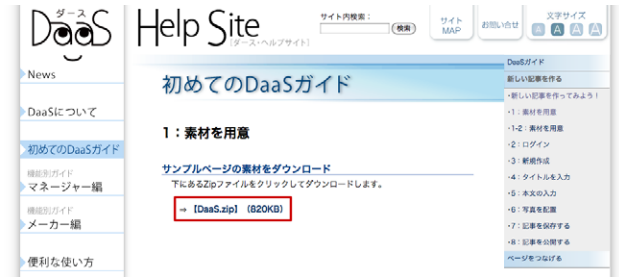 ダース
DaaS
Help Site
[ダース・ヘルプサイト]
サイト内検索：
検索
サイト
MAP
お問い合せ
文字サイズ
A A A A
News
DaaSについて
初めてのDaaSガイド
機能別ガイド
マネージャー編
機能別ガイド
メーカー編
便利な使い方
初めてのDaaSガイド
1：素材を用意
サンプルページの素材をダウンロード
下にあるZipファイルをクリックしてダウンロードします。
⇒ 【DaaS.zip】（820KB）
DaaSガイド
新しい記事を作る
・新しい記事を作ってみよう！
・1：素材を用意
・1-2：素材を用意
・2：ログイン
・3：新規作成
・4：タイトルを入力
・5：本文の入力
・6：写真を配置
・7：記事を保存する
・8：記事を公開する
ページをつなげる